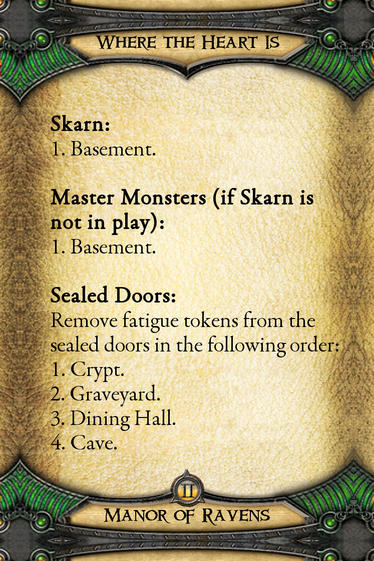 Where the Heart Is
Skarn:
1. Basement.
Master Monsters (if Skarn is
not in play):
1. Basement.
Sealed Doors:
Remove fatigue tokens from the
sealed doors in the following order:
1. Crypt.
2. Graveyard.
3. Dining Hall.
4. Cave.
II
Manor of Ravens